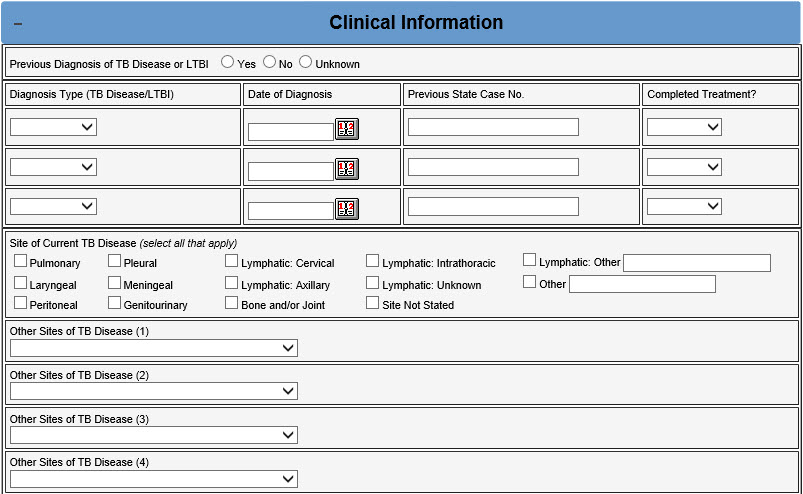 Clinical Information
Previous Diagnosis of TB Disease or LTBI Yes No Unknown
Diagnosis Type (TB Disease/LTBI) Date of Diagnosis Previous State Case No. Completed Treatment?
Site of Current TB Disease (select all that apply)
Pulmonary Pleural Lymphatic: Cervical Lymphatic: Intrathoracic Lymphatic: Other
Laryngeal Meningeal Lymphatic: Axillary Lymphatic: Unknown Other
Peritoneal Genitourinary Bone and/or Joint Site Not Stated
Other Sites of TB Disease (1)
Other Sites of TB Disease (2)
Other Sites of TB Disease (3)
Other Sites of TB Disease (4)